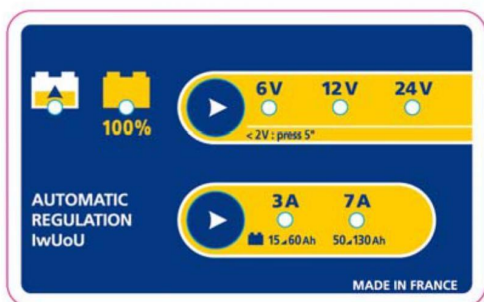 6V 12V 24V
100%
< 2V : press 5"
AUTOMATIC
REGULATION
IwUoU
3A 7A
15⊿60Ah 50⊿130Ah
MADE IN FRANCE